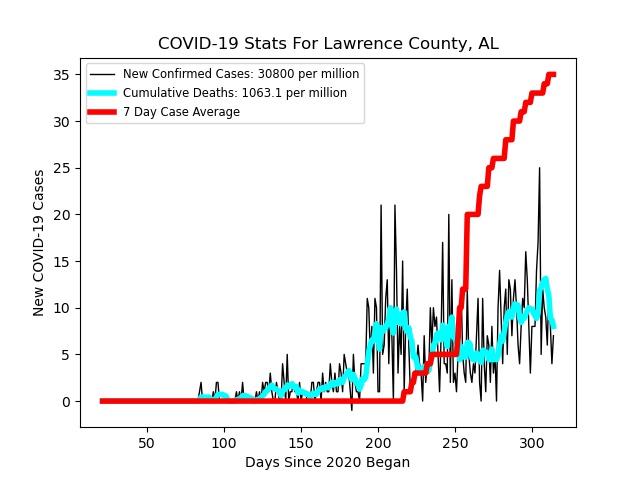 COVID-19 Stats For Lawrence County, AL
New Confirmed Cases: 30800 per million
Cumulative Deaths: 1063.1 per million
7 Day Case Average
New COVID-19 Cases
35
30
25
20
15
10
5
0
50 100 150 200 250 300
Days Since 2020 Began